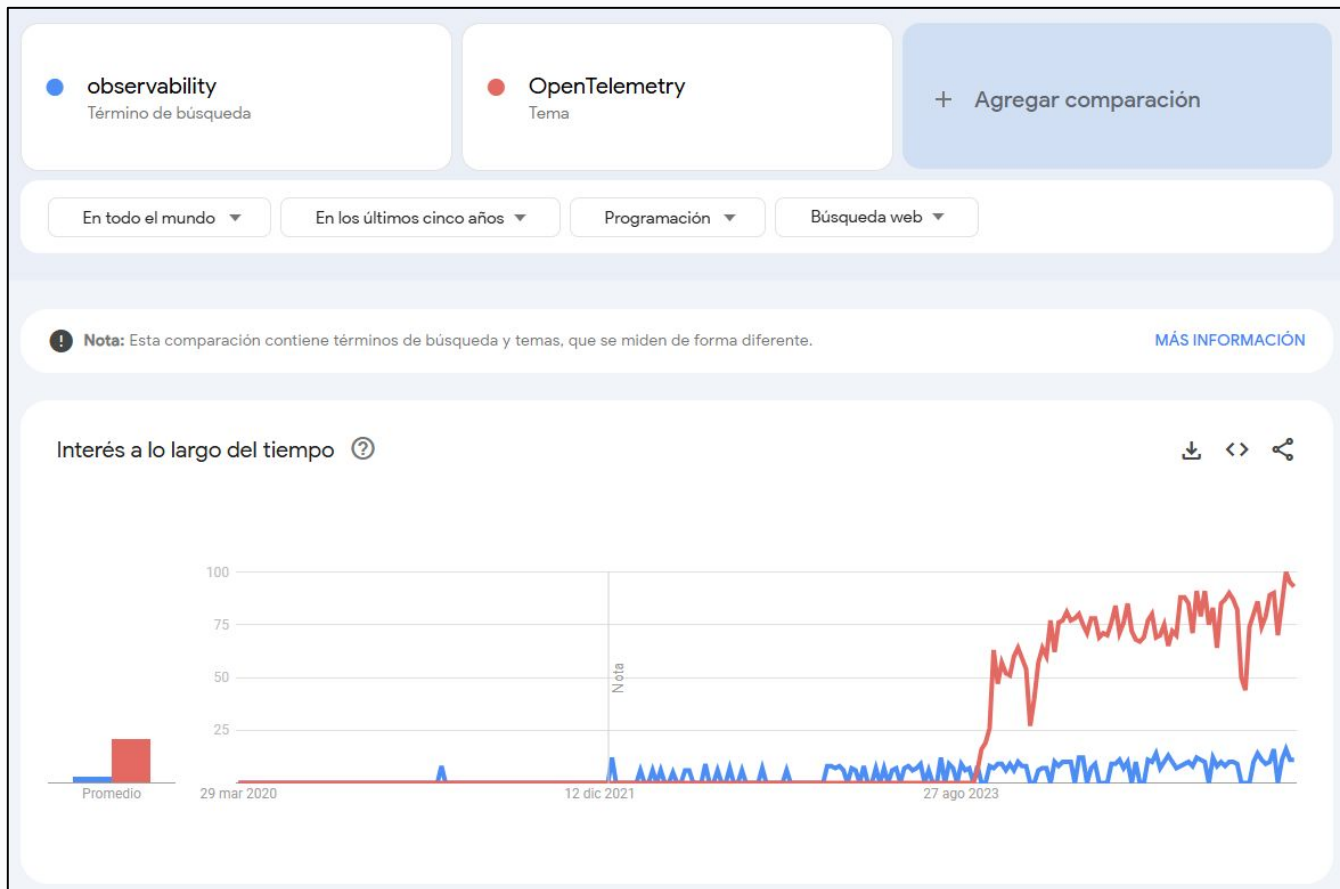 observability
Término de búsqueda
OpenTelemetry
Tema
+ Agregar comparación
En todo el mundo
En los últimos cinco años
Programación
Búsqueda web
Nota: Esta comparación contiene términos de búsqueda y temas, que se miden de forma diferente.
MÁS INFORMACIÓN
Interés a lo largo del tiempo
100
75
50
25
Nota
Promedio
29 mar 2020
12 dic 2021
27 ago 2023